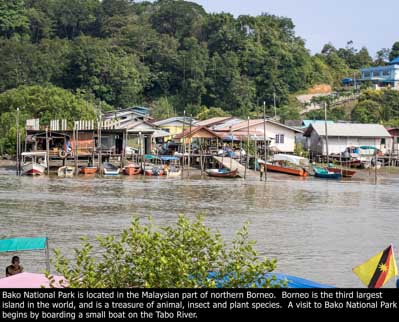 Bako National Park is located in the Malaysian part of northern Borneo.  Borneo is the third largest
island in the world, and is a treasure of animal, insect and plant species.  A visit to Bako National Park
begins by boarding a small boat on the Tabo River.